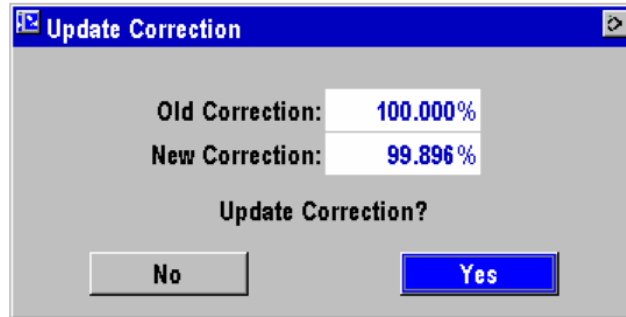 Update Correction
Old Correction: 100.000%
New Correction: 99.896%
Update Correction?
No Yes